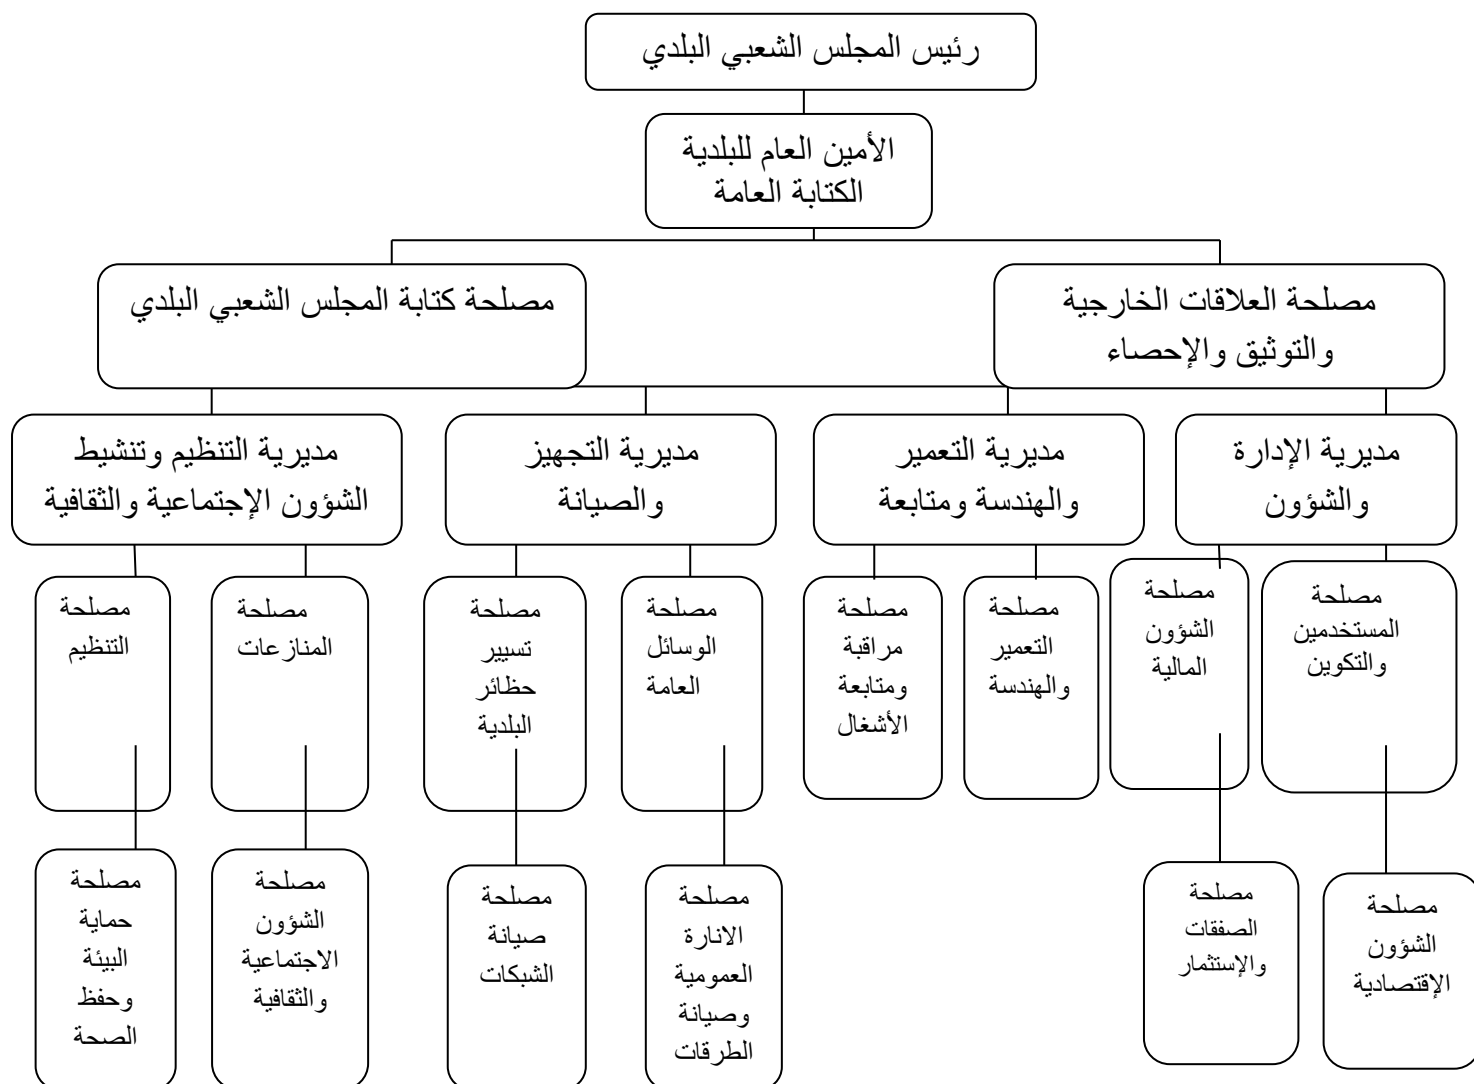 رئيس المجلس الشعبي البلدي
الأمين العام للبلدية
الكتابة العامة
مصلحة العلاقات الخارجية
والتوثيق والإحصاء
مصلحة كتابة المجلس الشعبي البلدي
مديرية الإدارة
والشؤون
مديرية التعمير
والهندسة ومتابعة
مديرية التجهيز
والصيانة
مديرية التنظيم وتنشيط
الشؤون الإجتماعية والثقافية
مصلحة
المستخدمين
والتكوين
مصلحة
الشؤون
المالية
مصلحة
التعمير
والهندسة
مصلحة
مراقبة
ومتابعة
الأشغال
مصلحة
الوسائل
العامة
مصلحة
تسيير
حظائر
البلدية
مصلحة
المنازعات
مصلحة
التنظيم
مصلحة
الشؤون
الإقتصادية
مصلحة
الصفقات
والإستثمار
مصلحة
الانارة
العمومية
وصيانة
الطرقات
مصلحة
صيانة
الشبكات
مصلحة
الشؤون
الاجتماعية
والثقافية
مصلحة
حماية
البيئة
وحفظ
الصحة